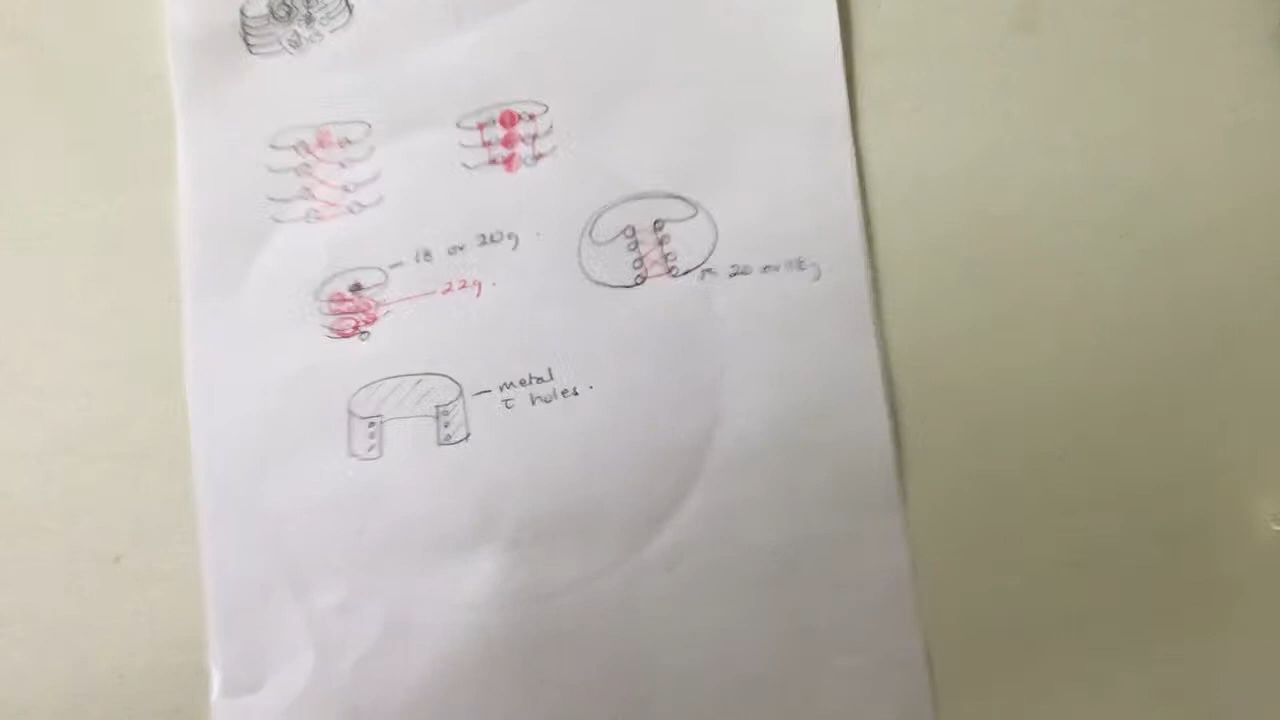 18 or 20g.
22g.
20 or 18g
metal
c holes.